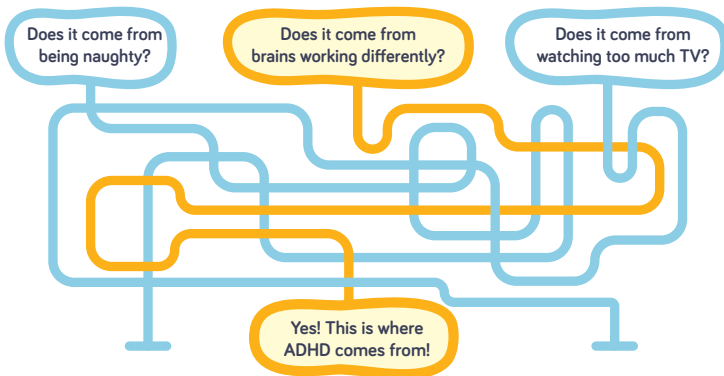 Does it come from
being naughty?
Does it come from
brains working differently?
Does it come from
watching too much TV?
Yes! This is where
ADHD comes from!